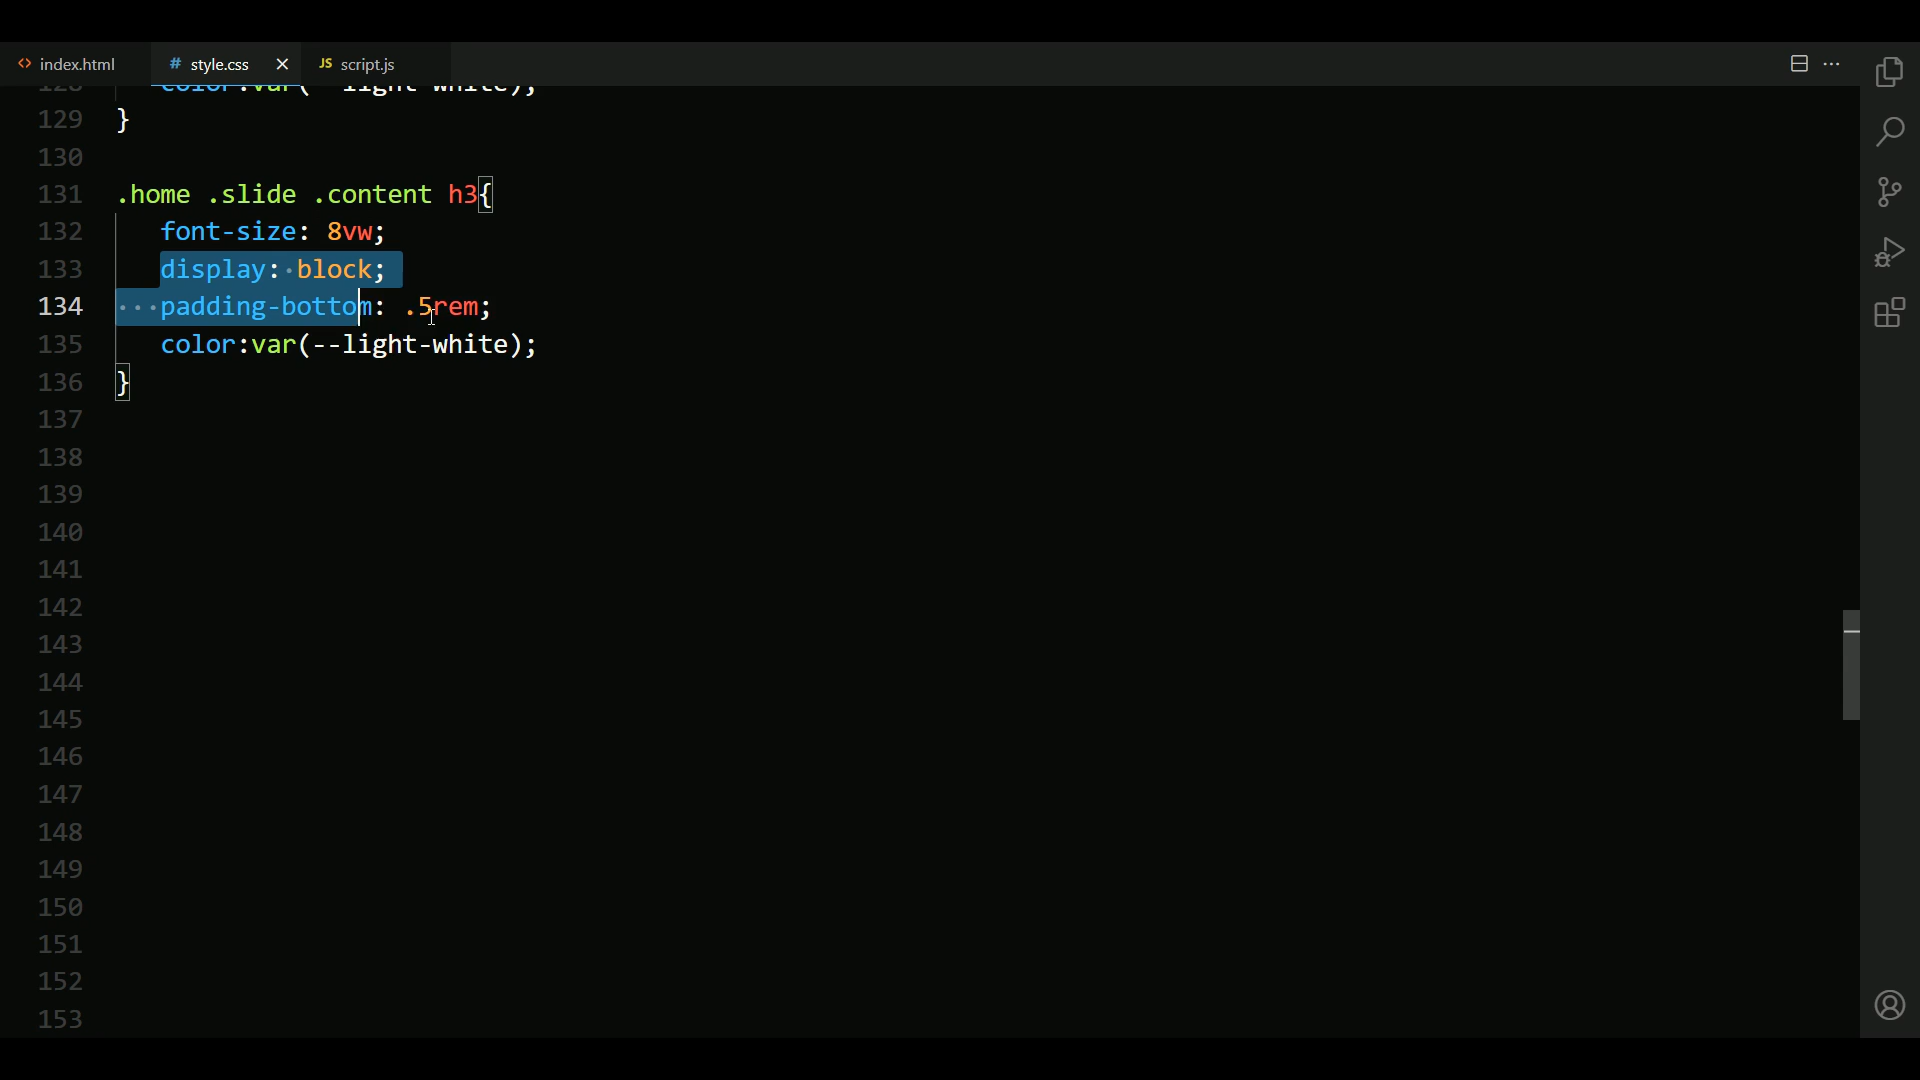 index.html
style.css
JS script.js
128 color:var(--light-white);
129 }
130
131 .home .slide .content h3{
132 font-size: 8vw;
133 display: block;
134 padding-bottom: .5rem;
135 color:var(--light-white);
136 }
137
138
139
140
141
142
143
144
145
146
147
148
149
150
151
152
153